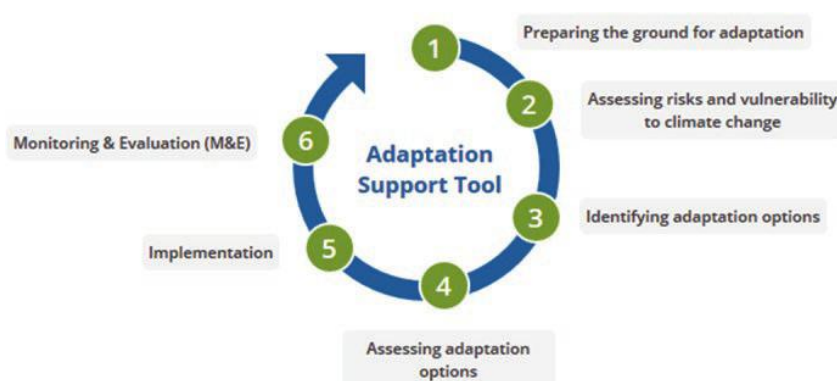 1
Preparing the ground for adaptation
2
Assessing risks and vulnerability
to climate change
3
Identifying adaptation options
4
Assessing adaptation
options
5
Implementation
6
Monitoring & Evaluation (M&E)
Adaptation
Support Tool